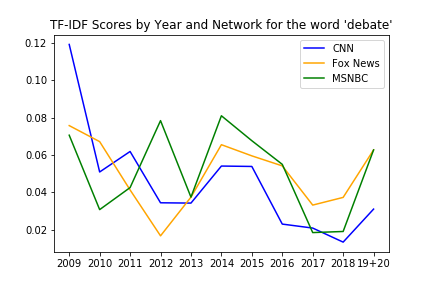 TF-IDF Scores by Year and Network for the word 'debate'
CNN
Fox News
MSNBC
0.12
0.10
0.08
0.06
0.04
0.02
2009 2010 2011 2012 2013 2014 2015 2016 2017 2018 19+20